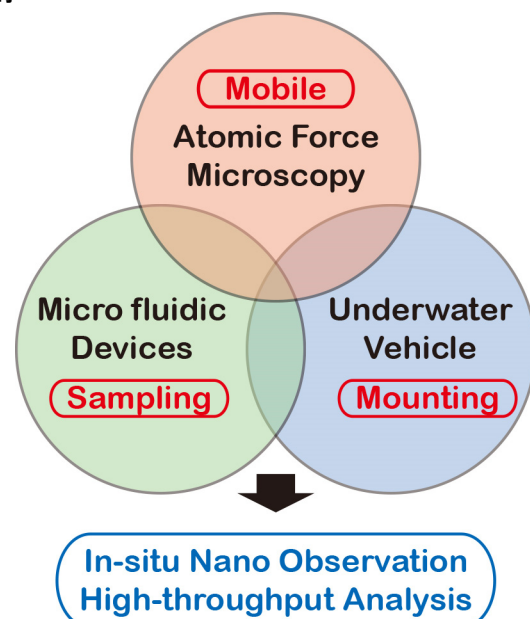 Mobile
Atomic Force
Microscopy
Micro fluidic
Devices
Sampling
Underwater
Vehicle
Mounting
In-situ Nano Observation
High-throughput Analysis